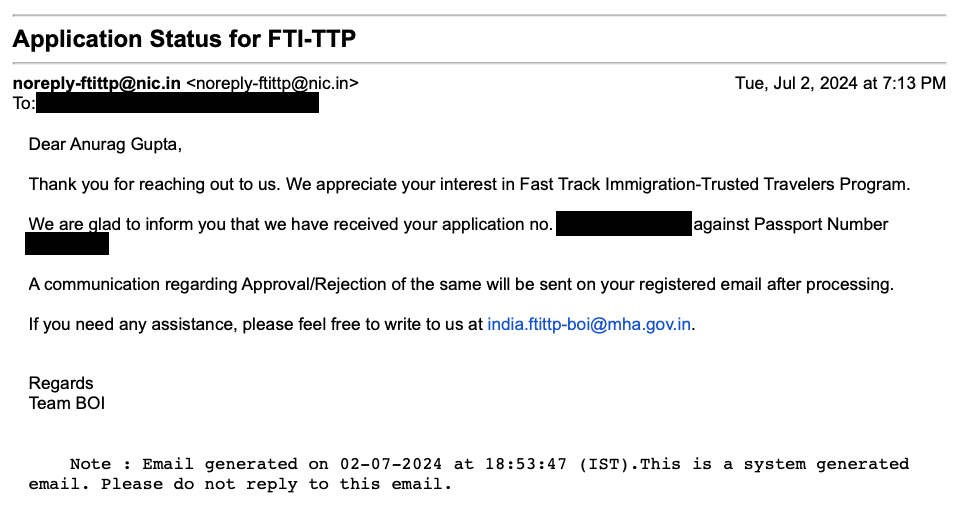 Application Status for FTI-TTP
noreply-ftittp@nic.in <noreply-ftittp@nic.in>
Tue, Jul 2, 2024 at 7:13 PM
To:
Dear Anurag Gupta,
Thank you for reaching out to us. We appreciate your interest in Fast Track Immigration-Trusted Travelers Program.
We are glad to inform you that we have received your application no. against Passport Number
A communication regarding Approval/Rejection of the same will be sent on your registered email after processing.
If you need any assistance, please feel free to write to us at india.ftittp-boi@mha.gov.in.
Regards
Team BOI
Note : Email generated on 02-07-2024 at 18:53:47 (IST).This is a system generated
email. Please do not reply to this email.